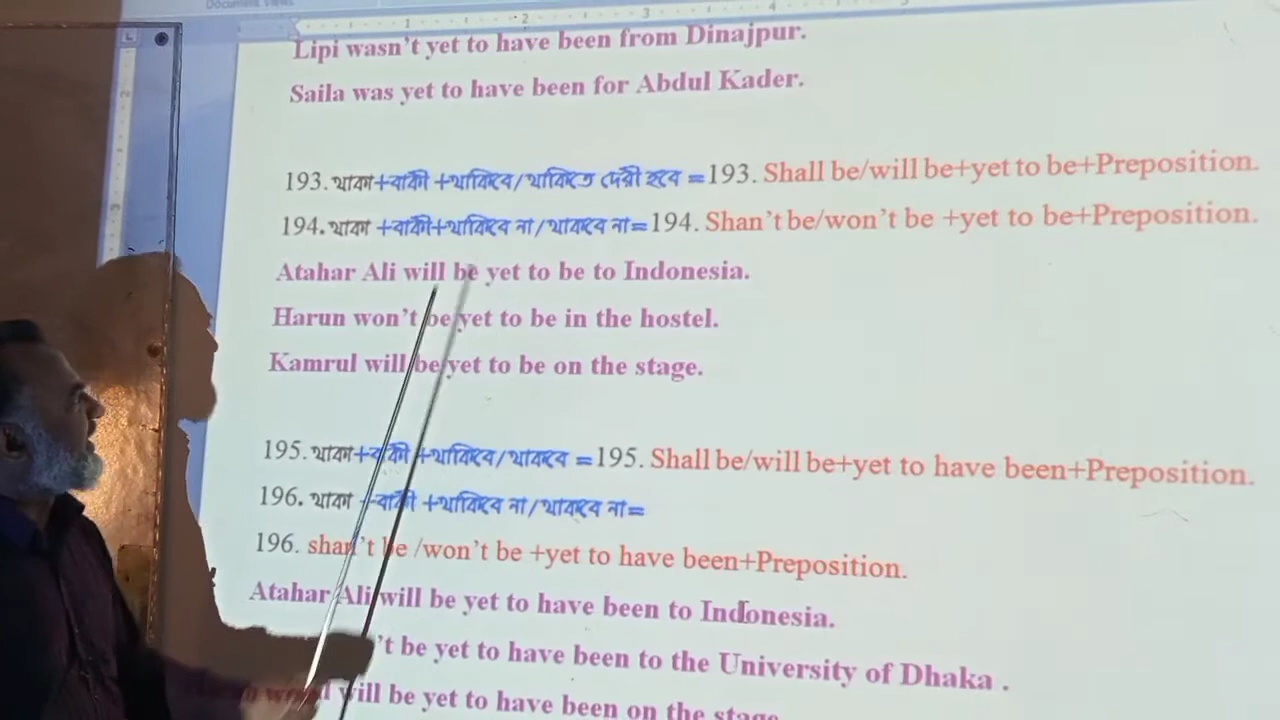 Document Views
Lipi wasn't yet to have been from Dinajpur.
Saila was yet to have been for Abdul Kader.
193. থাকা+বাকী +থাকিবে/থাকিতে দেরী হবে =193. Shall be/will be+yet to be+Preposition.
194. থাকা +বাকী+থাকিবে না/থাকবে না=194. Shan't be/won't be +yet to be+Preposition.
Atahar Ali will be yet to be to Indonesia.
Harun won't be yet to be in the hostel.
Kamrul will be yet to be on the stage.
195. থাকা+বাকী +থাকিবে/থাকবে =195. Shall be/will be+yet to have been+Preposition.
196. থাকা +বাকী +থাকিবে না/থাকবে না=
196. shan't be /won't be +yet to have been+Preposition.
Atahar Ali will be yet to have been to Indonesia.
't be yet to have been to the University of Dhaka .
will be yet to have been on the stage